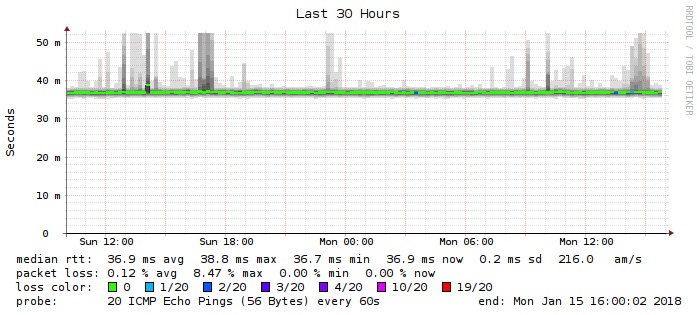 Last 30 Hours
RRDTOOL / TOBI OETIKER
Seconds
50 m
40 m
30 m
20 m
10 m
0
Sun 12:00 Sun 18:00 Mon 00:00 Mon 06:00 Mon 12:00
median rtt: 36.9 ms avg 38.8 ms max 36.7 ms min 36.9 ms now 0.2 ms sd 216.0 am/s
packet loss: 0.12 % avg 8.47 % max 0.00 % min 0.00 % now
loss color: 0 1/20 2/20 3/20 4/20 10/20 19/20
probe: 20 ICMP Echo Pings (56 Bytes) every 60s end: Mon Jan 15 16:00:02 2018